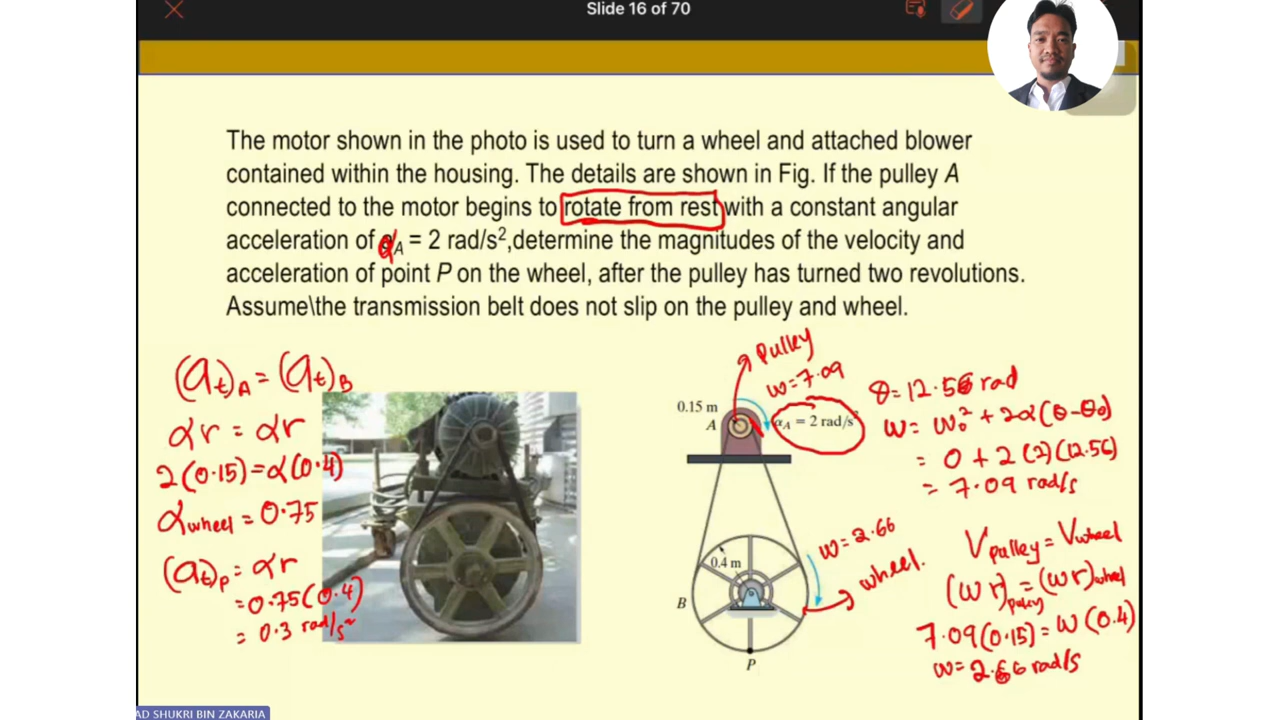 Slide 16 of 70
The motor shown in the photo is used to turn a wheel and attached blower
contained within the housing. The details are shown in Fig. If the pulley A
connected to the motor begins to rotate from rest with a constant angular
acceleration of αA = 2 rad/s²,determine the magnitudes of the velocity and
acceleration of point P on the wheel, after the pulley has turned two revolutions.
Assume\the transmission belt does not slip on the pulley and wheel.
(at)A = (at)B
αr = αr
2(0.15) = α(0.4)
αwheel = 0.75
(at)P = αr
= 0.75(0.4)
= 0.3 rad/s²
Pulley
ω = 7.09
0.15 m
A
αA = 2 rad/s²
0.4 m
B
P
ω = 2.66
wheel.
θ = 12.56 rad
ω = ω₀² + 2α(θ - θ₀)
= 0 + 2(2)(12.56)
= 7.09 rad/s
Vpulley = Vwheel
(ωr)pulley = (ωr)wheel
7.09(0.15) = ω(0.4)
ω = 2.66 rad/s
AD SHUKRI BIN ZAKARIA